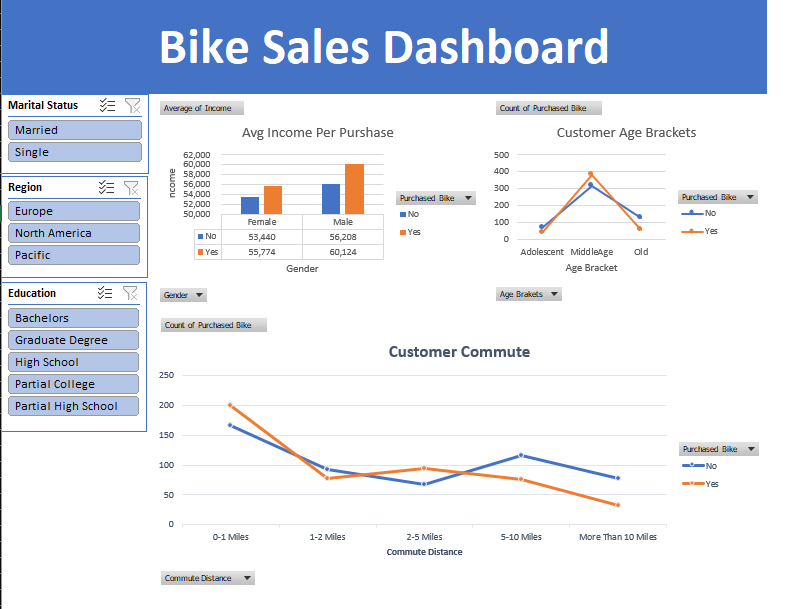 Bike Sales Dashboard
Marital Status
Married
Single
Region
Europe
North America
Pacific
Education
Bachelors
Graduate Degree
High School
Partial College
Partial High School
Average of Income
Avg Income Per Purshase
62,000
60,000
58,000
56,000
54,000
52,000
50,000
Income
Female Male
No 53,440 56,208
Yes 55,774 60,124
Gender
Purchased Bike
No
Yes
Gender
Count of Purchased Bike
Customer Age Brackets
500
400
300
200
100
0
Adolescent MiddleAge Old
Age Bracket
Purchased Bike
No
Yes
Age Brakets
Count of Purchased Bike
Customer Commute
250
200
150
100
50
0
0-1 Miles 1-2 Miles 2-5 Miles 5-10 Miles More Than 10 Miles
Commute Distance
Purchased Bike
No
Yes
Commute Distance